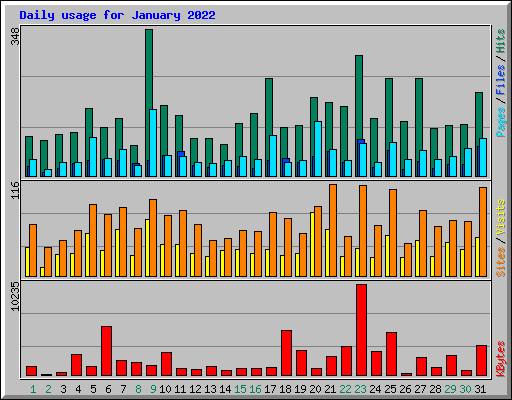 Daily usage for January 2022
348
Pages / Files / Hits
116
Sites / Visits
10235
KBytes
1 2 3 4 5 6 7 8 9 10 11 12 13 14 15 16 17 18 19 20 21 22 23 24 25 26 27 28 29 30 31